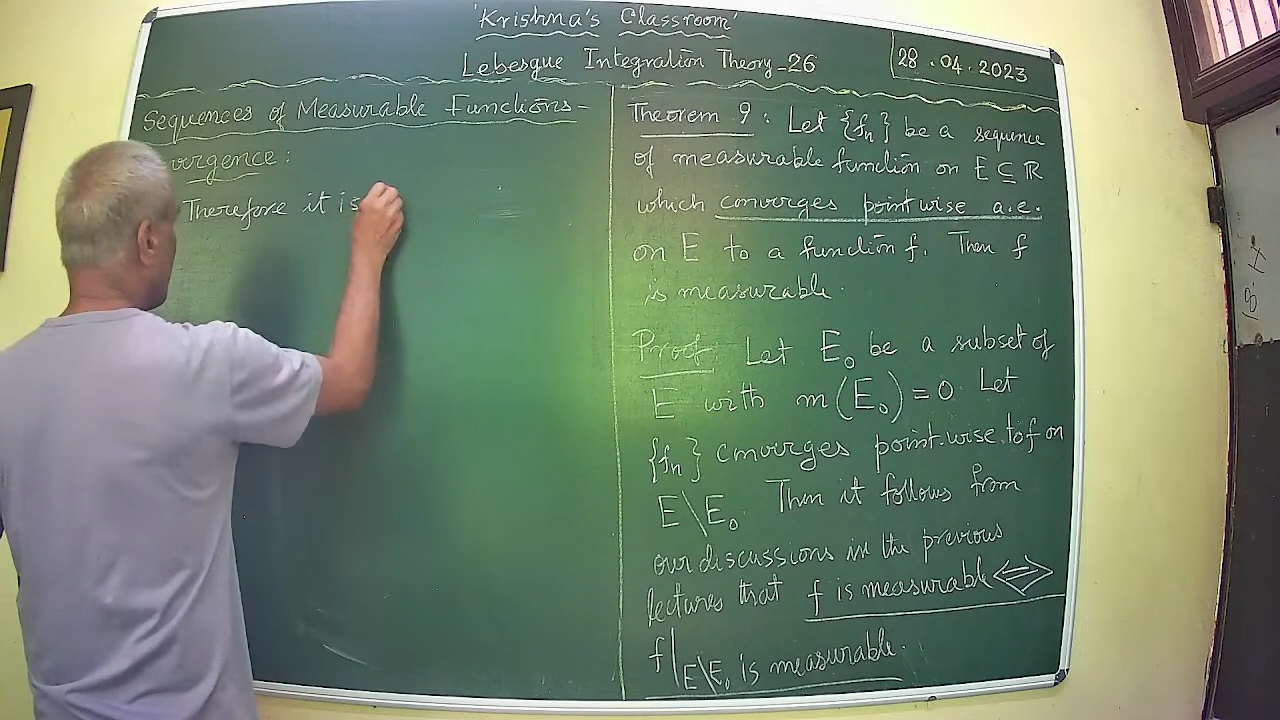 'Krishna's Classroom'
Lebesgue Integration Theory-26
28.04.2023
Sequences of Measurable Functions-
vergence:
Therefore it is
Theorem 9: Let {fn} be a sequence
of measurable function on E ⊆ ℝ
which converges pointwise a.e.
on E to a function f. Then f
is measurable.
Proof: Let E₀ be a subset of
E with m(E₀) = 0 Let
{fn} converges point-wise to f on
E\E₀. Then it follows from
our discussions in the previous
lectures that f is measurable ⟺
f|E\E₀ is measurable.